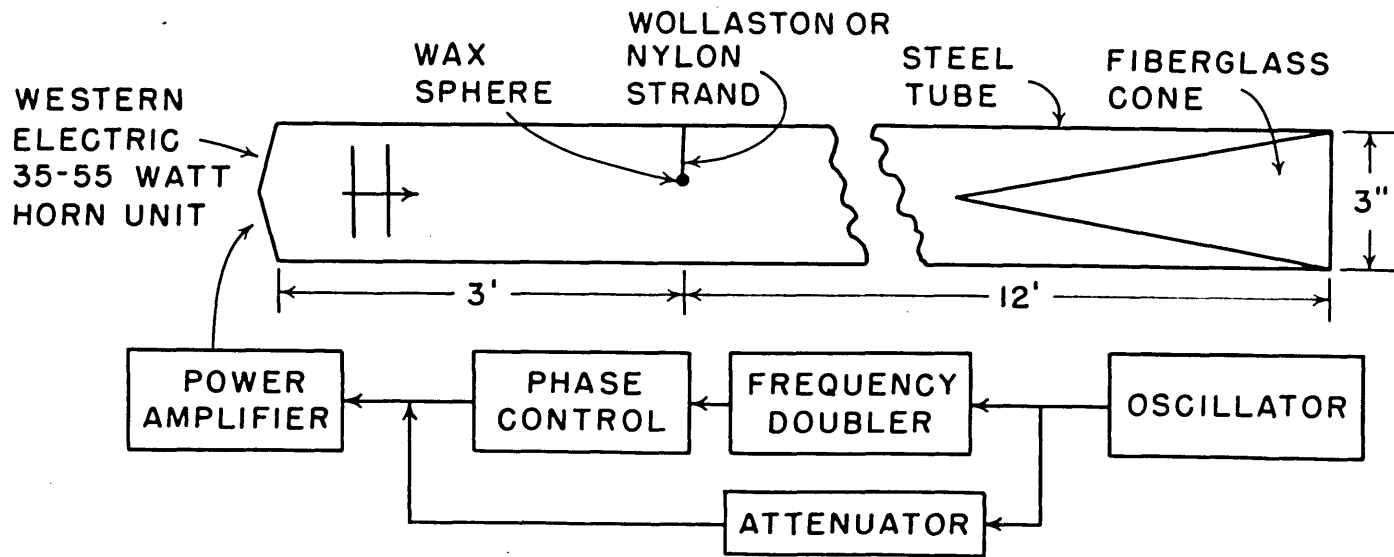 WESTERN
ELECTRIC
35-55 WATT
HORN UNIT
WAX
SPHERE
WOLLASTON OR
NYLON
STRAND
STEEL
TUBE
FIBERGLASS
CONE
3"
3'
12'
POWER
AMPLIFIER
PHASE
CONTROL
FREQUENCY
DOUBLER
OSCILLATOR
ATTENUATOR